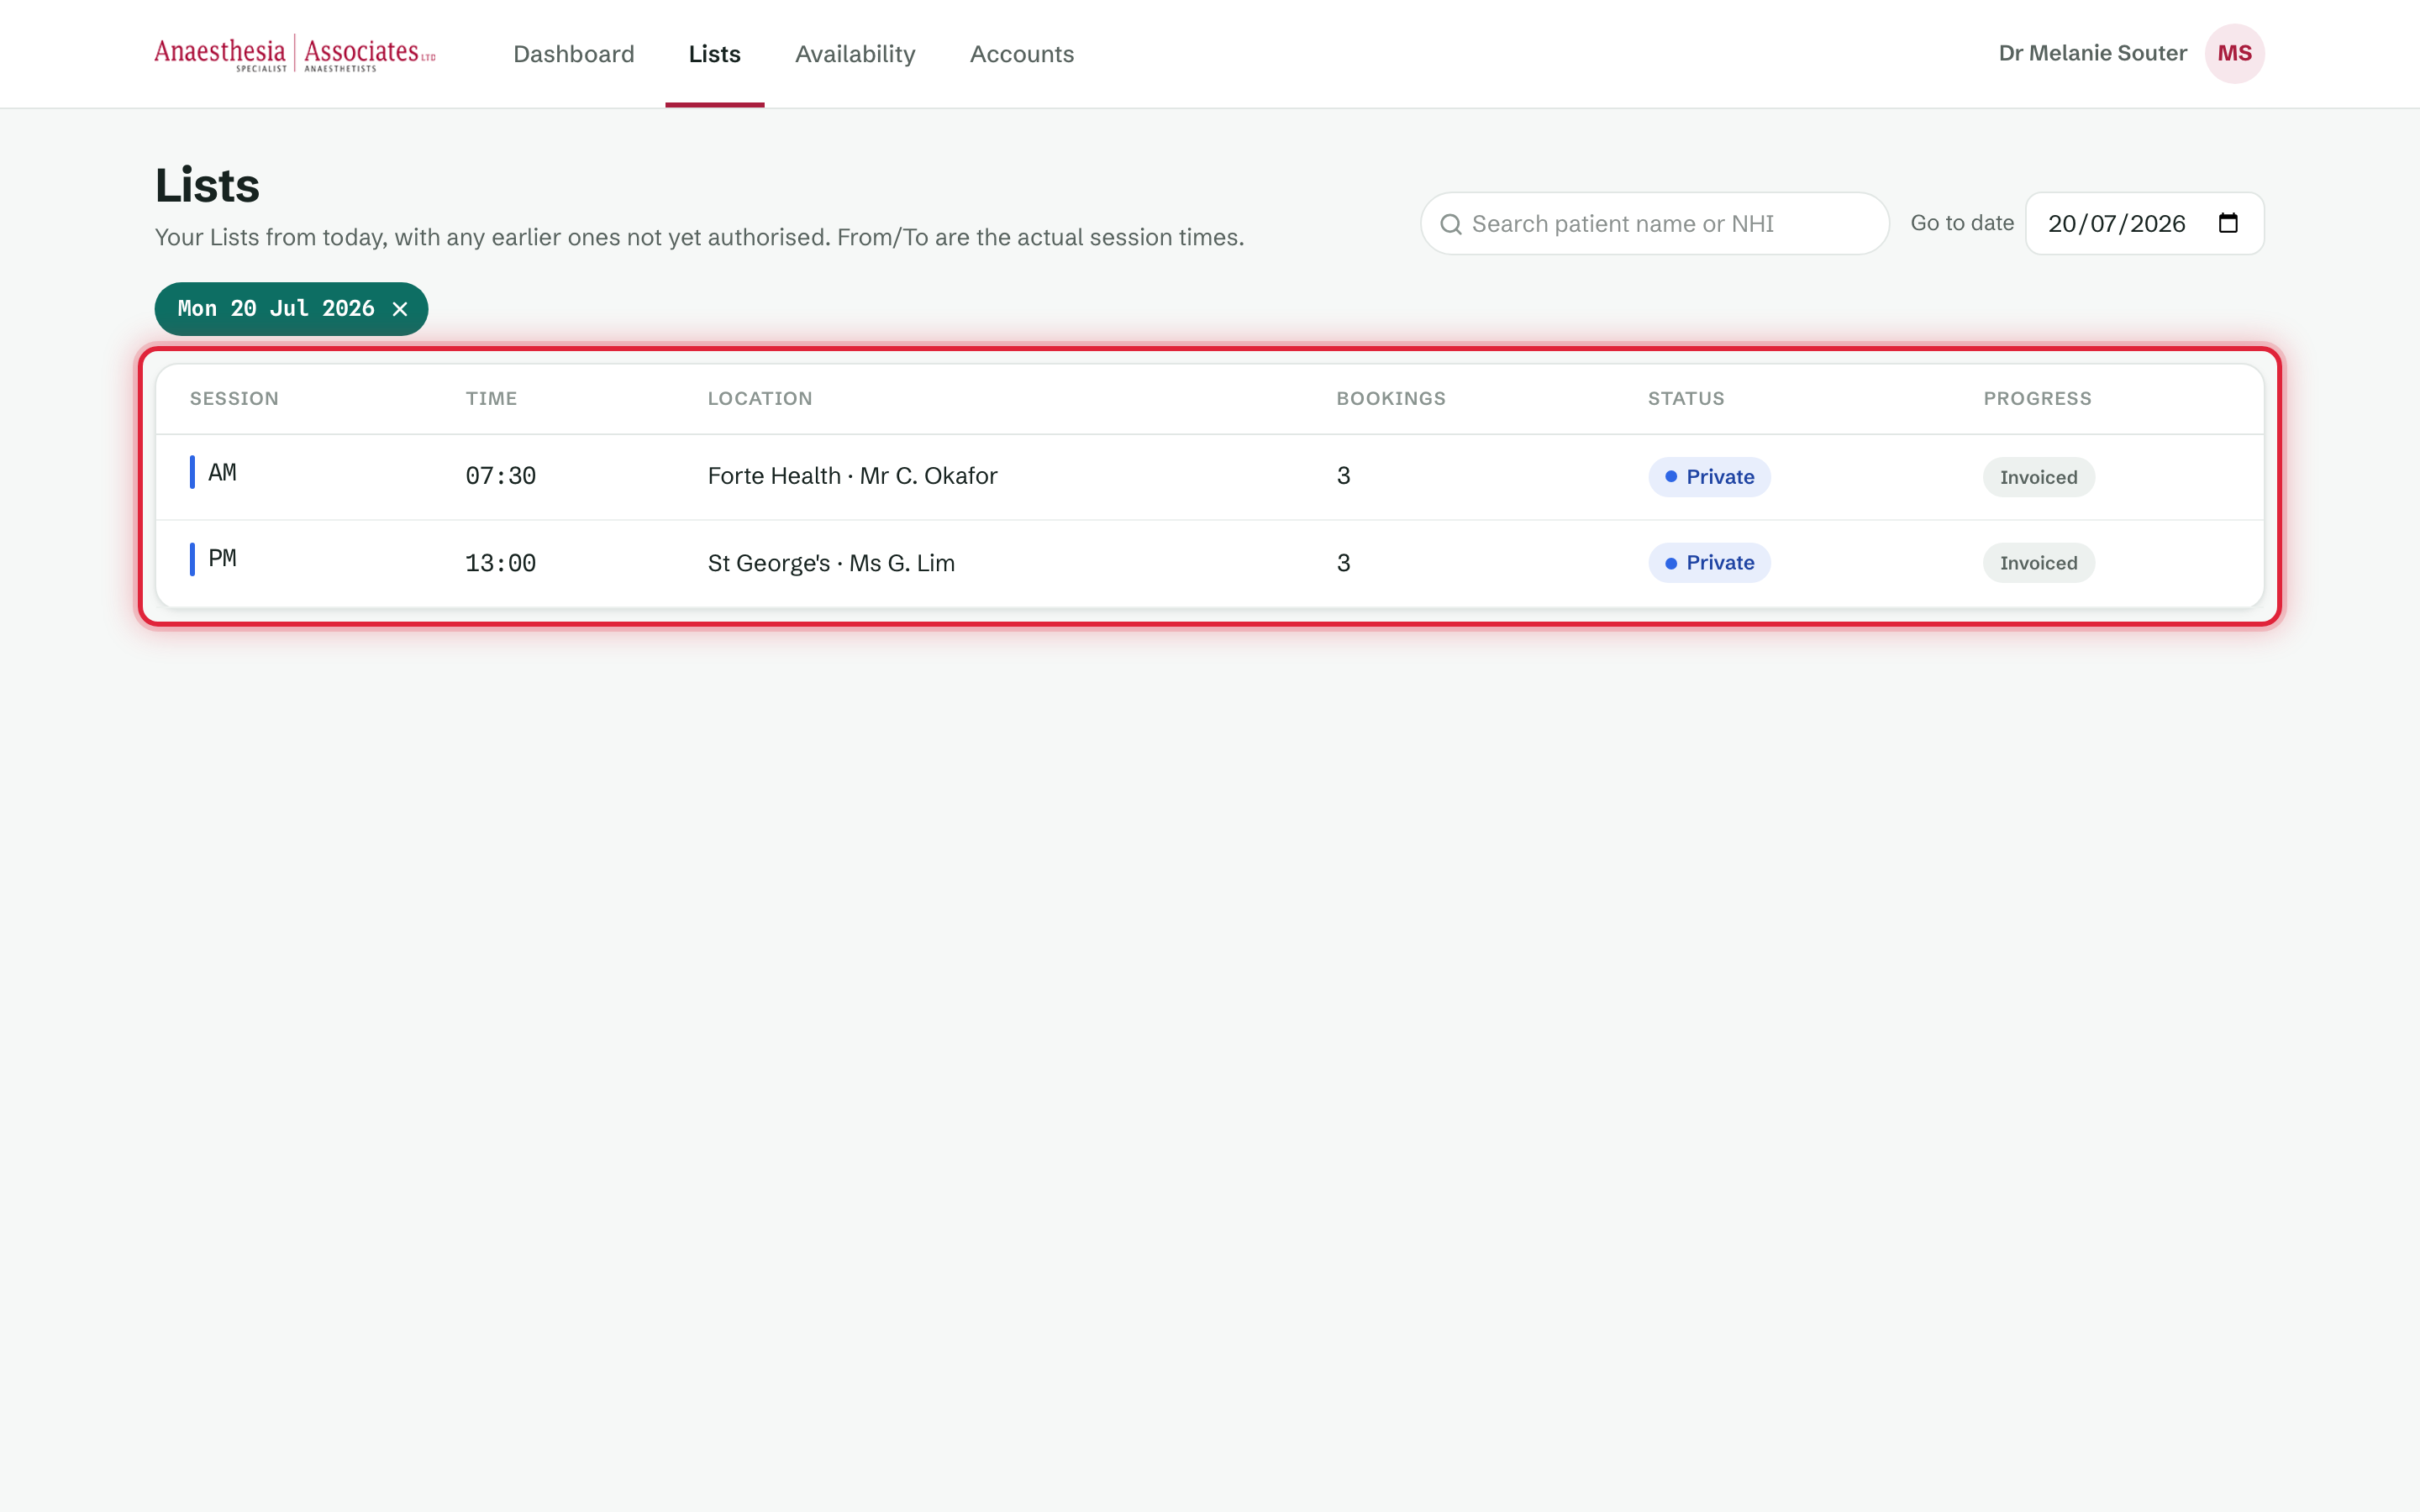 Anaesthesia | Associates LTD
SPECIALIST ANAESTHETISTS
Dashboard Lists Availability Accounts
Dr Melanie Souter MS
Lists
Your Lists from today, with any earlier ones not yet authorised. From/To are the actual session times.
Search patient name or NHI Go to date 20/07/2026
Mon 20 Jul 2026 ×
SESSION TIME LOCATION BOOKINGS STATUS PROGRESS
AM 07:30 Forte Health · Mr C. Okafor 3 Private Invoiced
PM 13:00 St George's · Ms G. Lim 3 Private Invoiced